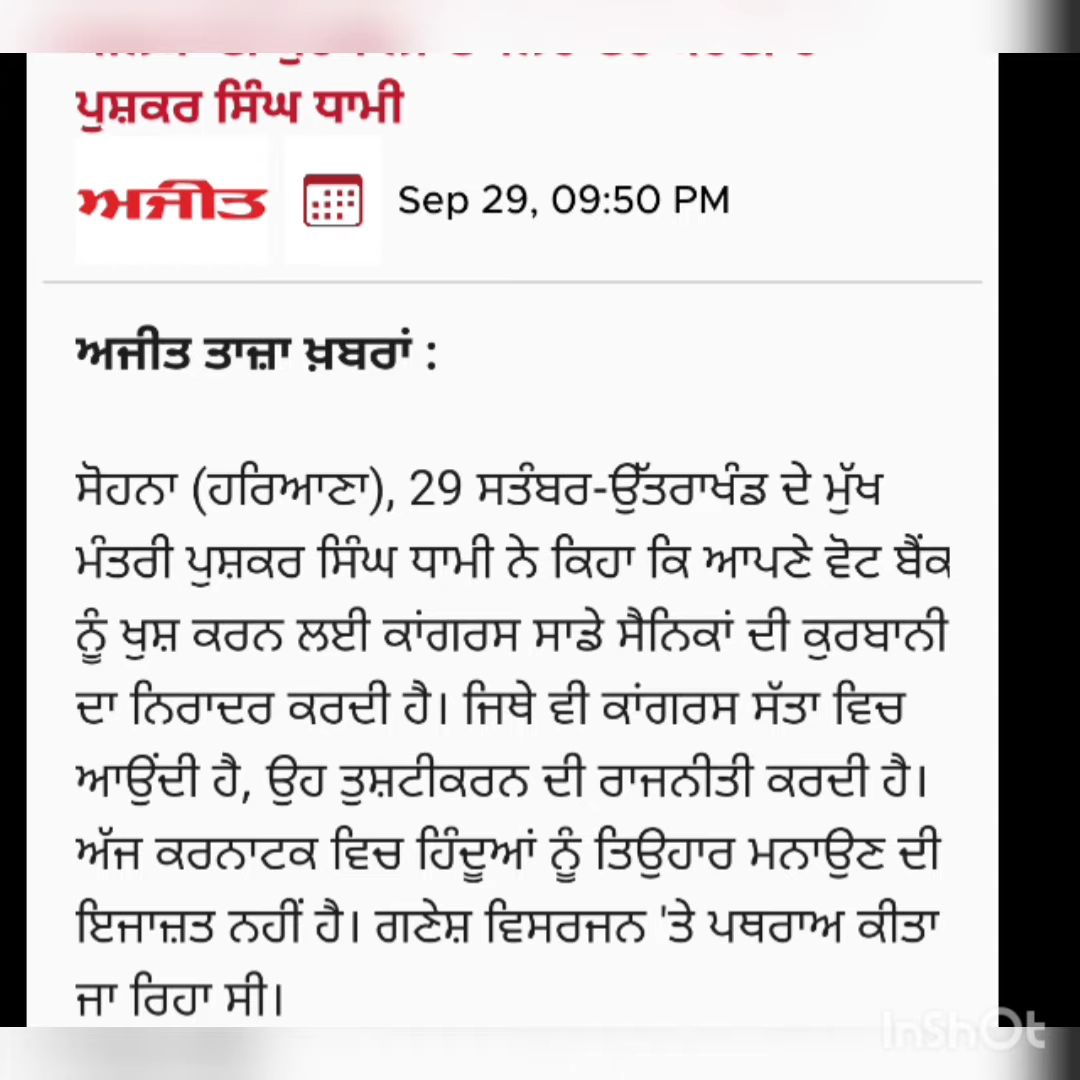 ਪੁਸ਼ਕਰ ਸਿੰਘ ਧਾਮੀ
ਅਜੀਤ Sep 29, 09:50 PM
ਅਜੀਤ ਤਾਜ਼ਾ ਖ਼ਬਰਾਂ :
ਸੋਹਨਾ (ਹਰਿਆਣਾ), 29 ਸਤੰਬਰ-ਉੱਤਰਾਖੰਡ ਦੇ ਮੁੱਖ
ਮੰਤਰੀ ਪੁਸ਼ਕਰ ਸਿੰਘ ਧਾਮੀ ਨੇ ਕਿਹਾ ਕਿ ਆਪਣੇ ਵੋਟ ਬੈਂਕ
ਨੂੰ ਖੁਸ਼ ਕਰਨ ਲਈ ਕਾਂਗਰਸ ਸਾਡੇ ਸੈਨਿਕਾਂ ਦੀ ਕੁਰਬਾਨੀ
ਦਾ ਨਿਰਾਦਰ ਕਰਦੀ ਹੈ। ਜਿਥੇ ਵੀ ਕਾਂਗਰਸ ਸੱਤਾ ਵਿਚ
ਆਉਂਦੀ ਹੈ, ਉਹ ਤੁਸ਼ਟੀਕਰਨ ਦੀ ਰਾਜਨੀਤੀ ਕਰਦੀ ਹੈ।
ਅੱਜ ਕਰਨਾਟਕ ਵਿਚ ਹਿੰਦੂਆਂ ਨੂੰ ਤਿਉਹਾਰ ਮਨਾਉਣ ਦੀ
ਇਜਾਜ਼ਤ ਨਹੀਂ ਹੈ। ਗਣੇਸ਼ ਵਿਸਰਜਨ 'ਤੇ ਪਥਰਾਅ ਕੀਤਾ
ਜਾ ਰਿਹਾ ਸੀ।
InShOt